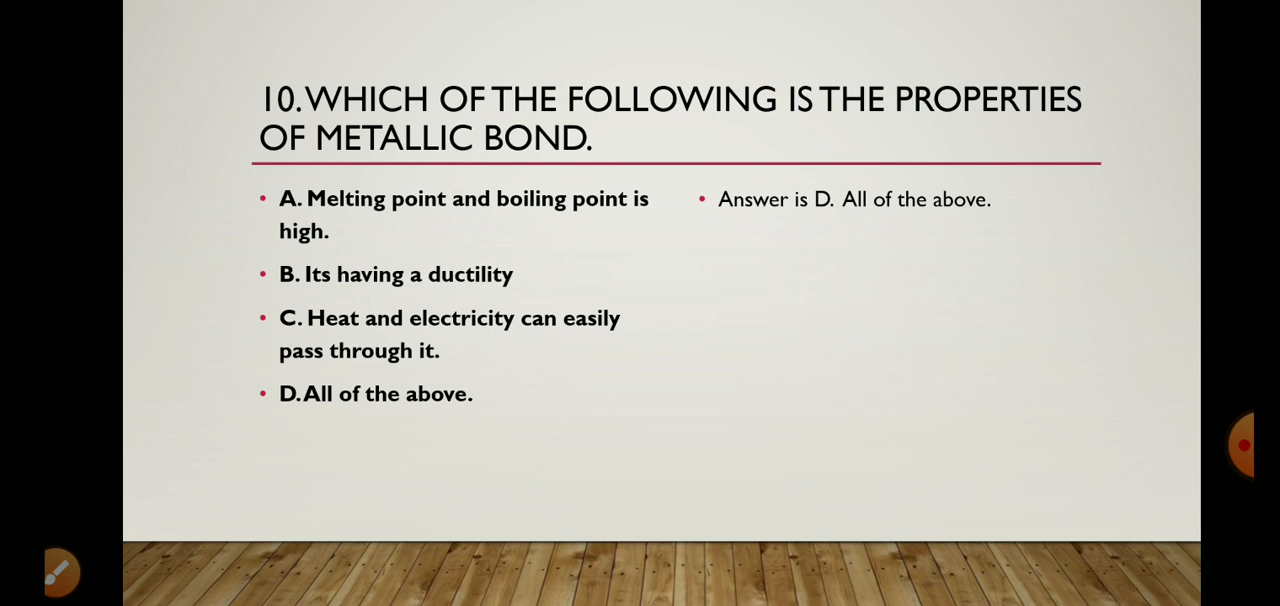 10. WHICH OF THE FOLLOWING IS THE PROPERTIES
OF METALLIC BOND.
• A. Melting point and boiling point is
high.
• B. Its having a ductility
• C. Heat and electricity can easily
pass through it.
• D. All of the above.
• Answer is D. All of the above.